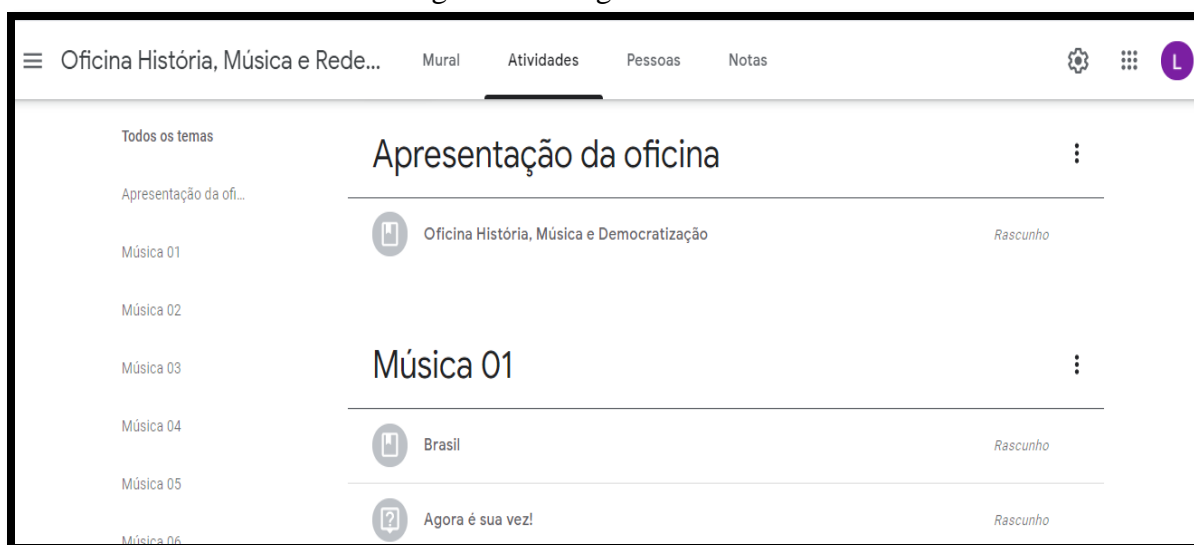 Oficina História, Música e Rede... Mural Atividades Pessoas Notas L
Todos os temas
Apresentação da ofi...
Música 01
Música 02
Música 03
Música 04
Música 05
Música 06
Apresentação da oficina
Oficina História, Música e Democratização Rascunho
Música 01
Brasil Rascunho
Agora é sua vez! Rascunho